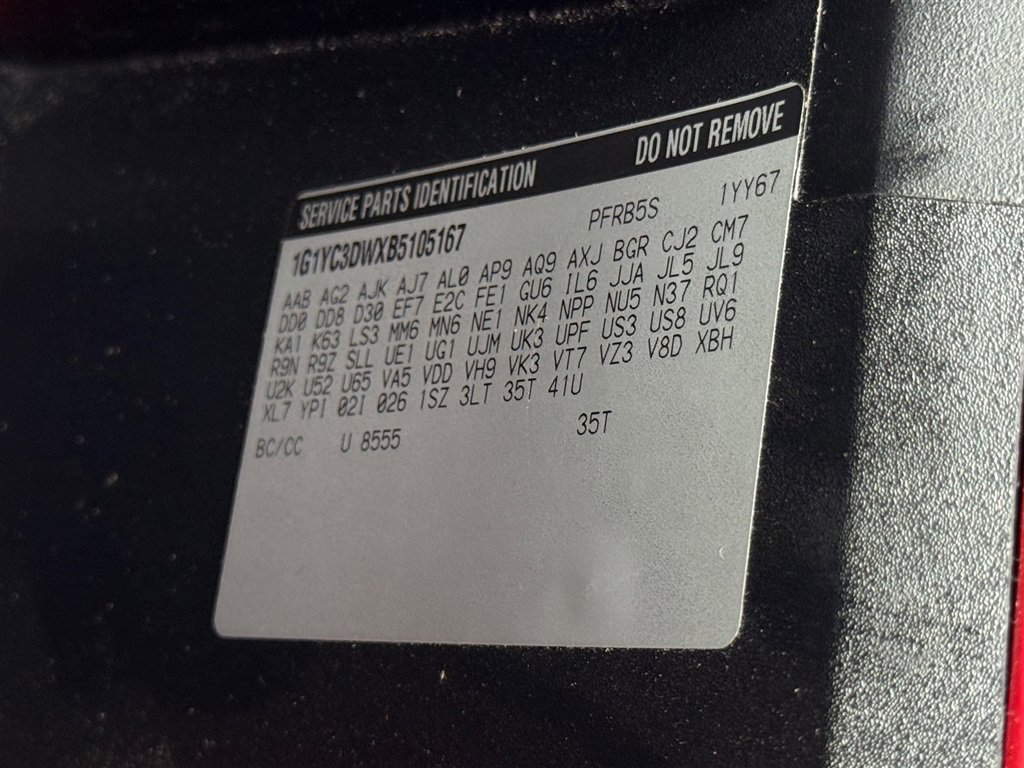 SERVICE PARTS IDENTIFICATION DO NOT REMOVE
1G1YC3DWXB5105167 PFRB5S 1YY67
AAB AG2 AJK AJ7 AL0 AP9 AQ9 AXJ BGR CJ2 CM7
DD0 DD8 D30 EF7 E2C FE1 GU6 IL6 JJA JL5 JL9
KA1 K63 LS3 MM6 MN6 NE1 NK4 NPP NU5 N37 RQ1
R9N R9Z SLL UE1 UG1 UJM UK3 UPF US3 US8 UV6
U2K U52 U65 VA5 VDD VH9 VK3 VT7 VZ3 V8D XBH
XL7 YP1 02I 026 1SZ 3LT 35T 41U
BC/CC U 8555 35T